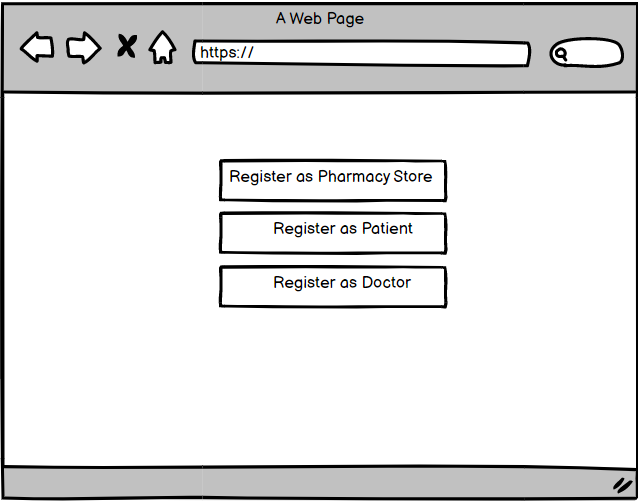 A Web Page
https://
Register as Pharmacy Store
Register as Patient
Register as Doctor